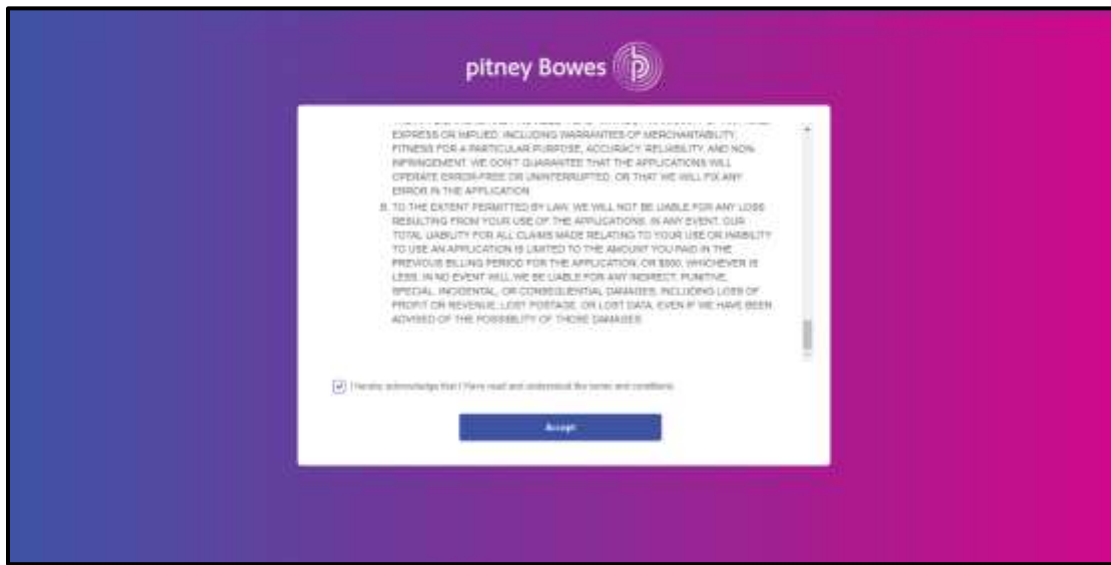 pitney Bowes
EXPRESS OR IMPLIED, INCLUDING WARRANTIES OF MERCHANTABILITY,
FITNESS FOR A PARTICULAR PURPOSE, ACCURACY, RELIABILITY, AND NON-
INFRINGEMENT. WE DON'T GUARANTEE THAT THE APPLICATIONS WILL
OPERATE ERROR-FREE OR UNINTERRUPTED, OR THAT WE WILL FIX ANY
ERROR IN THE APPLICATION
B. TO THE EXTENT PERMITTED BY LAW, WE WILL NOT BE LIABLE FOR ANY LOSS
RESULTING FROM YOUR USE OF THE APPLICATIONS. IN ANY EVENT, OUR
TOTAL LIABILITY FOR ALL CLAIMS MADE RELATING TO YOUR USE OR INABILITY
TO USE AN APPLICATION IS LIMITED TO THE AMOUNT YOU PAID IN THE
PREVIOUS BILLING PERIOD FOR THE APPLICATION, OR $500, WHICHEVER IS
LESS. IN NO EVENT WILL WE BE LIABLE FOR ANY INDIRECT, PUNITIVE,
SPECIAL, INCIDENTAL, OR CONSEQUENTIAL DAMAGES, INCLUDING LOSS OF
PROFIT OR REVENUE, LOST POSTAGE, OR LOST DATA, EVEN IF WE HAVE BEEN
ADVISED OF THE POSSIBILITY OF THOSE DAMAGES
I hereby acknowledge that I have read and understood the terms and conditions.
Accept